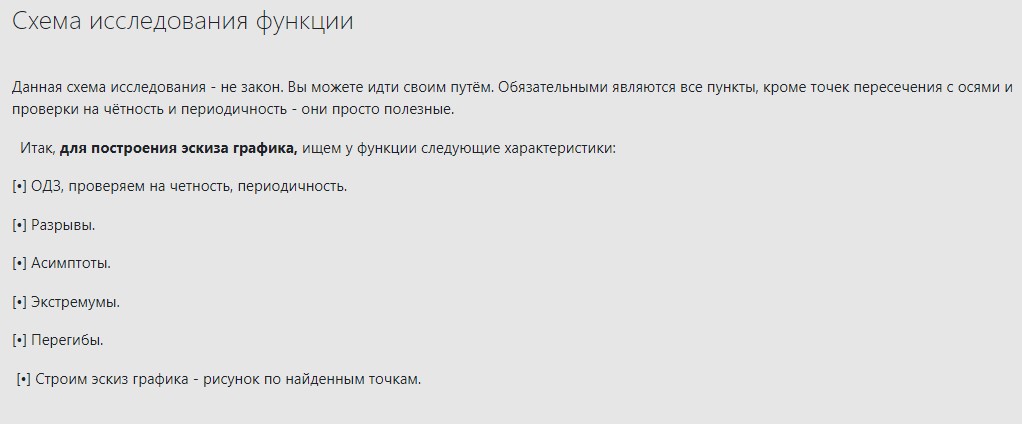 Схема исследования функции
Данная схема исследования - не закон. Вы можете идти своим путём. Обязательными являются все пункты, кроме точек пересечения с осями и
проверки на чётность и периодичность - они просто полезные.
Итак, для построения эскиза графика, ищем у функции следующие характеристики:
[•] ОДЗ, проверяем на четность, периодичность.
[•] Разрывы.
[•] Асимптоты.
[•] Экстремумы.
[•] Перегибы.
[•] Строим эскиз графика - рисунок по найденным точкам.